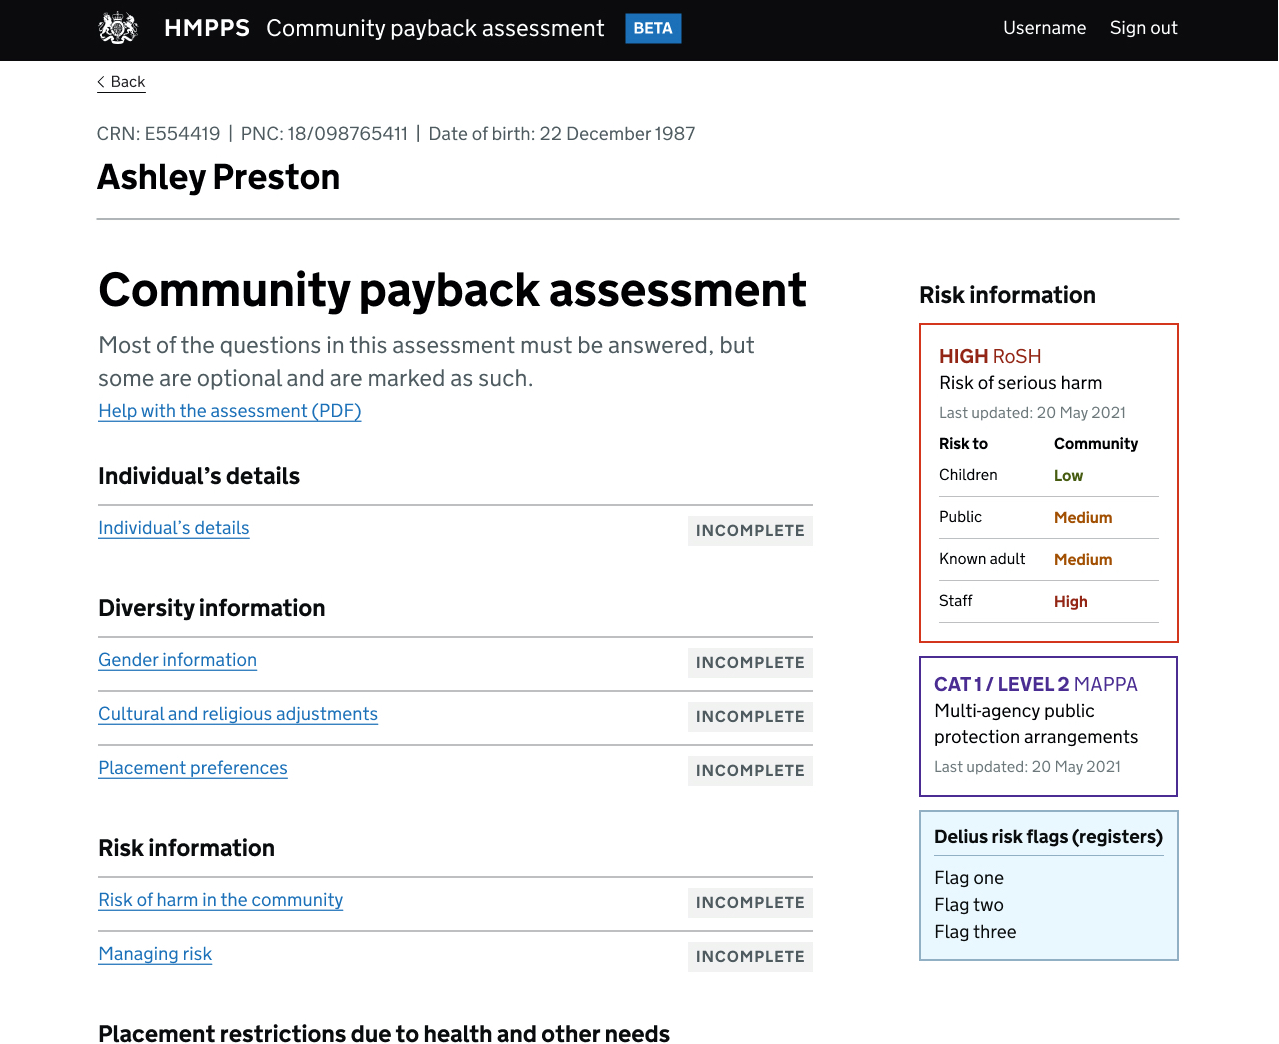 HMPPS Community payback assessment BETA Username Sign out
< Back
CRN: E554419 | PNC: 18/098765411 | Date of birth: 22 December 1987
Ashley Preston
Community payback assessment
Most of the questions in this assessment must be answered, but
some are optional and are marked as such.
Help with the assessment (PDF)
Individual’s details
Individual’s details INCOMPLETE
Diversity information
Gender information INCOMPLETE
Cultural and religious adjustments INCOMPLETE
Placement preferences INCOMPLETE
Risk information
Risk of harm in the community INCOMPLETE
Managing risk INCOMPLETE
Placement restrictions due to health and other needs
Risk information
HIGH RoSH
Risk of serious harm
Last updated: 20 May 2021
Risk to Community
Children Low
Public Medium
Known adult Medium
Staff High
CAT 1 / LEVEL 2 MAPPA
Multi-agency public
protection arrangements
Last updated: 20 May 2021
Delius risk flags (registers)
Flag one
Flag two
Flag three